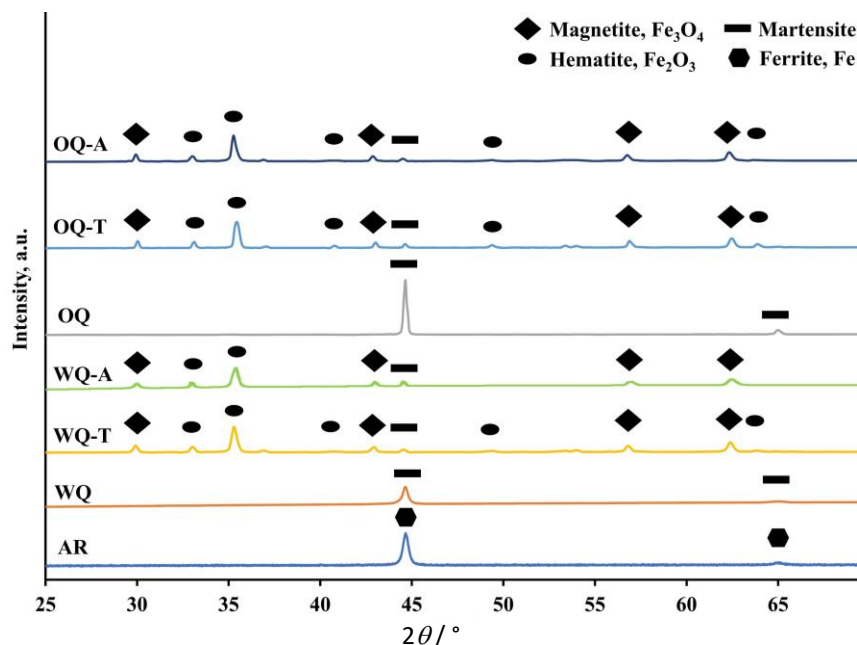 Magnetite, Fe₃O₄ Martensite
Hematite, Fe₂O₃ Ferrite, Fe
OQ-A
OQ-T
OQ
WQ-A
WQ-T
WQ
AR
Intensity, a.u.
25 30 35 40 45 50 55 60 65
2θ / °